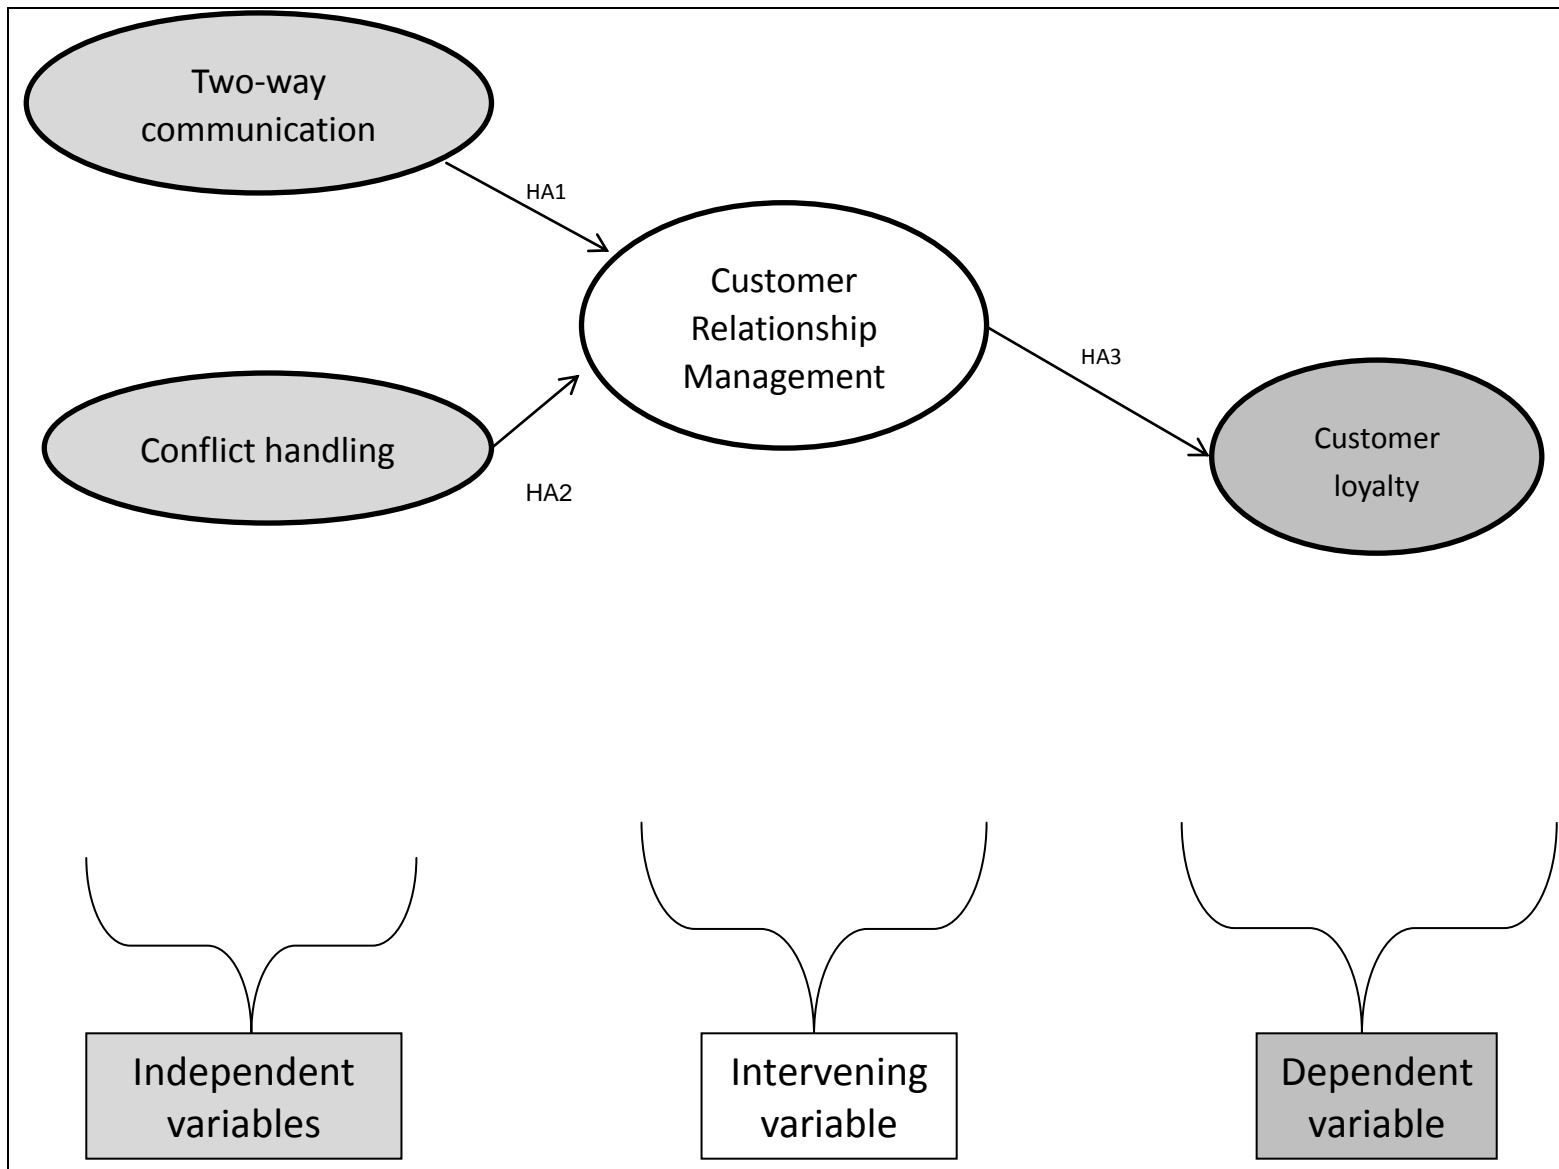 Two-way
communication
HA1
Customer
Relationship
Management
HA3
Conflict handling
HA2
Customer
loyalty
Independent
variables
Intervening
variable
Dependent
variable